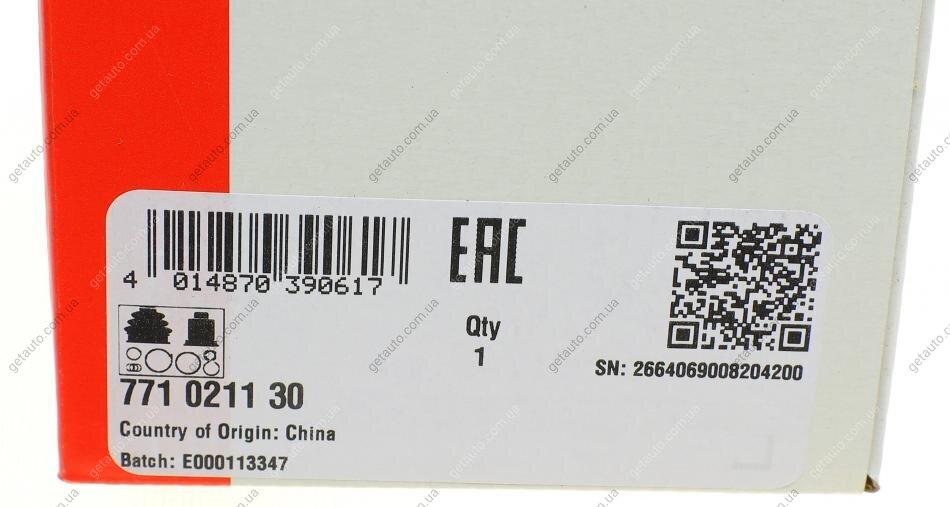 4 014870 390617
EAC
Qty
1
SN: 2664069008204200
771 0211 30
Country of Origin: China
Batch: E000113347
getauto.com.ua